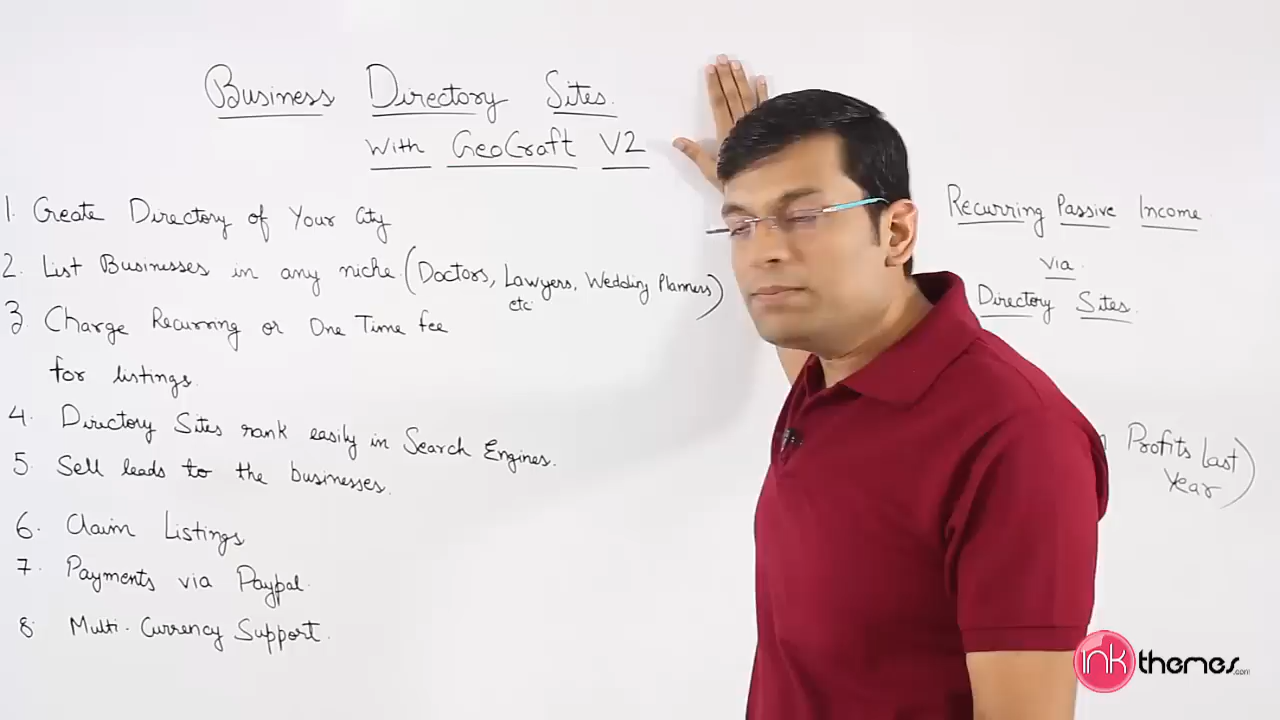 Business Directory Sites.
With GeoCraft V2
1. Create Directory of Your City
2. List Businesses in any niche. (Doctors, Lawyers, Wedding Planners)
etc
3. Charge Recurring or One Time fee
for listings.
4. Directory Sites rank easily in Search Engines.
5. Sell leads to the businesses.
6. Claim Listings
7. Payments via Paypal.
8. Multi-Currency Support.
Recurring Passive Income.
via
Directory Sites.
Profits last
Year)
inkthemes.com